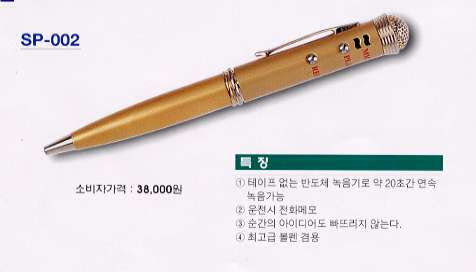 SP-002
소비자가격 : 38,000원
특 징
① 테이프 없는 반도체 녹음기로 약 20초간 연속
녹음가능
② 운전시 전화메모
③ 순간의 아이디어도 빠뜨리지 않는다.
④ 최고급 볼펜 겸용